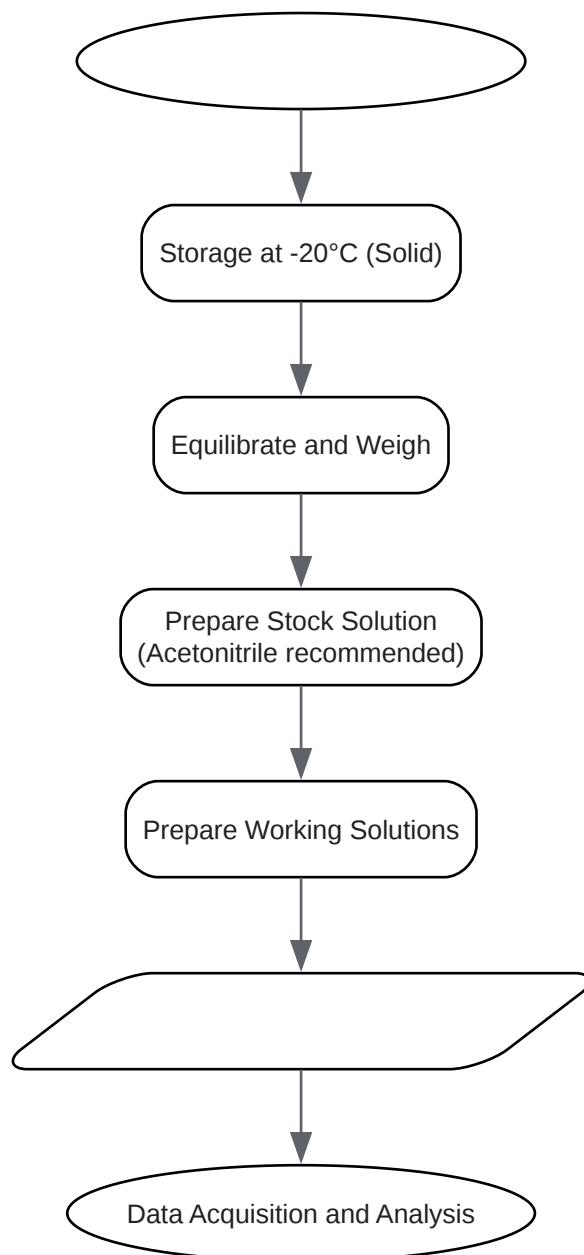 Storage at -20°C (Solid)
Equilibrate and Weigh
Prepare Stock Solution
(Acetonitrile recommended)
Prepare Working Solutions
Data Acquisition and Analysis